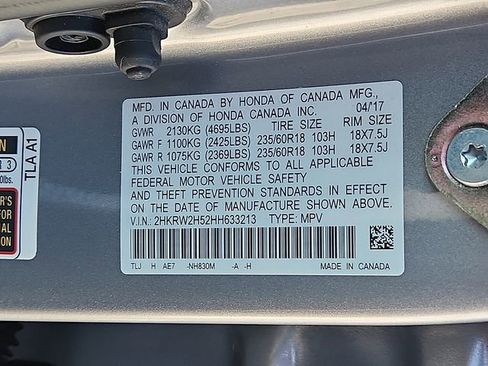 MFD. IN CANADA BY HONDA OF CANADA MFG.,
A DIVISION OF HONDA CANADA INC. 04/17
GVWR 2130KG (4695LBS) TIRE SIZE RIM SIZE
GAWR F 1100KG (2425LBS) 235/60R18 103H 18X7.5J
GAWR R 1075KG (2369LBS) 235/60R18 103H 18X7.5J
THIS VEHICLE CONFORMS TO ALL APPLICABLE
FEDERAL MOTOR VEHICLE SAFETY
AND THEFT PREVENTION STANDARDS IN EFFECT
ON THE DATE OF MANUFACTURE SHOWN ABOVE.
V.I.N.: 2HKRW2H52HH633213 TYPE: MPV
TLJ H AE7 -NH830M -A -H MADE IN CANADA
TLA A1